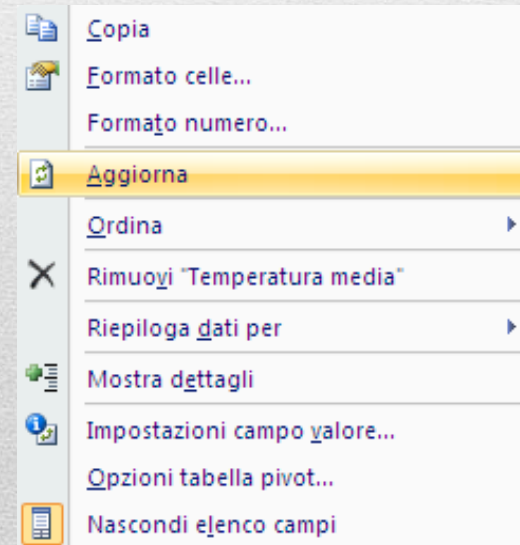 Copia
Formato celle...
Formato numero...
Aggiorna
Ordina
Rimuovi "Temperatura media"
Riepiloga dati per
Mostra dettagli
Impostazioni campo valore...
Opzioni tabella pivot...
Nascondi elenco campi